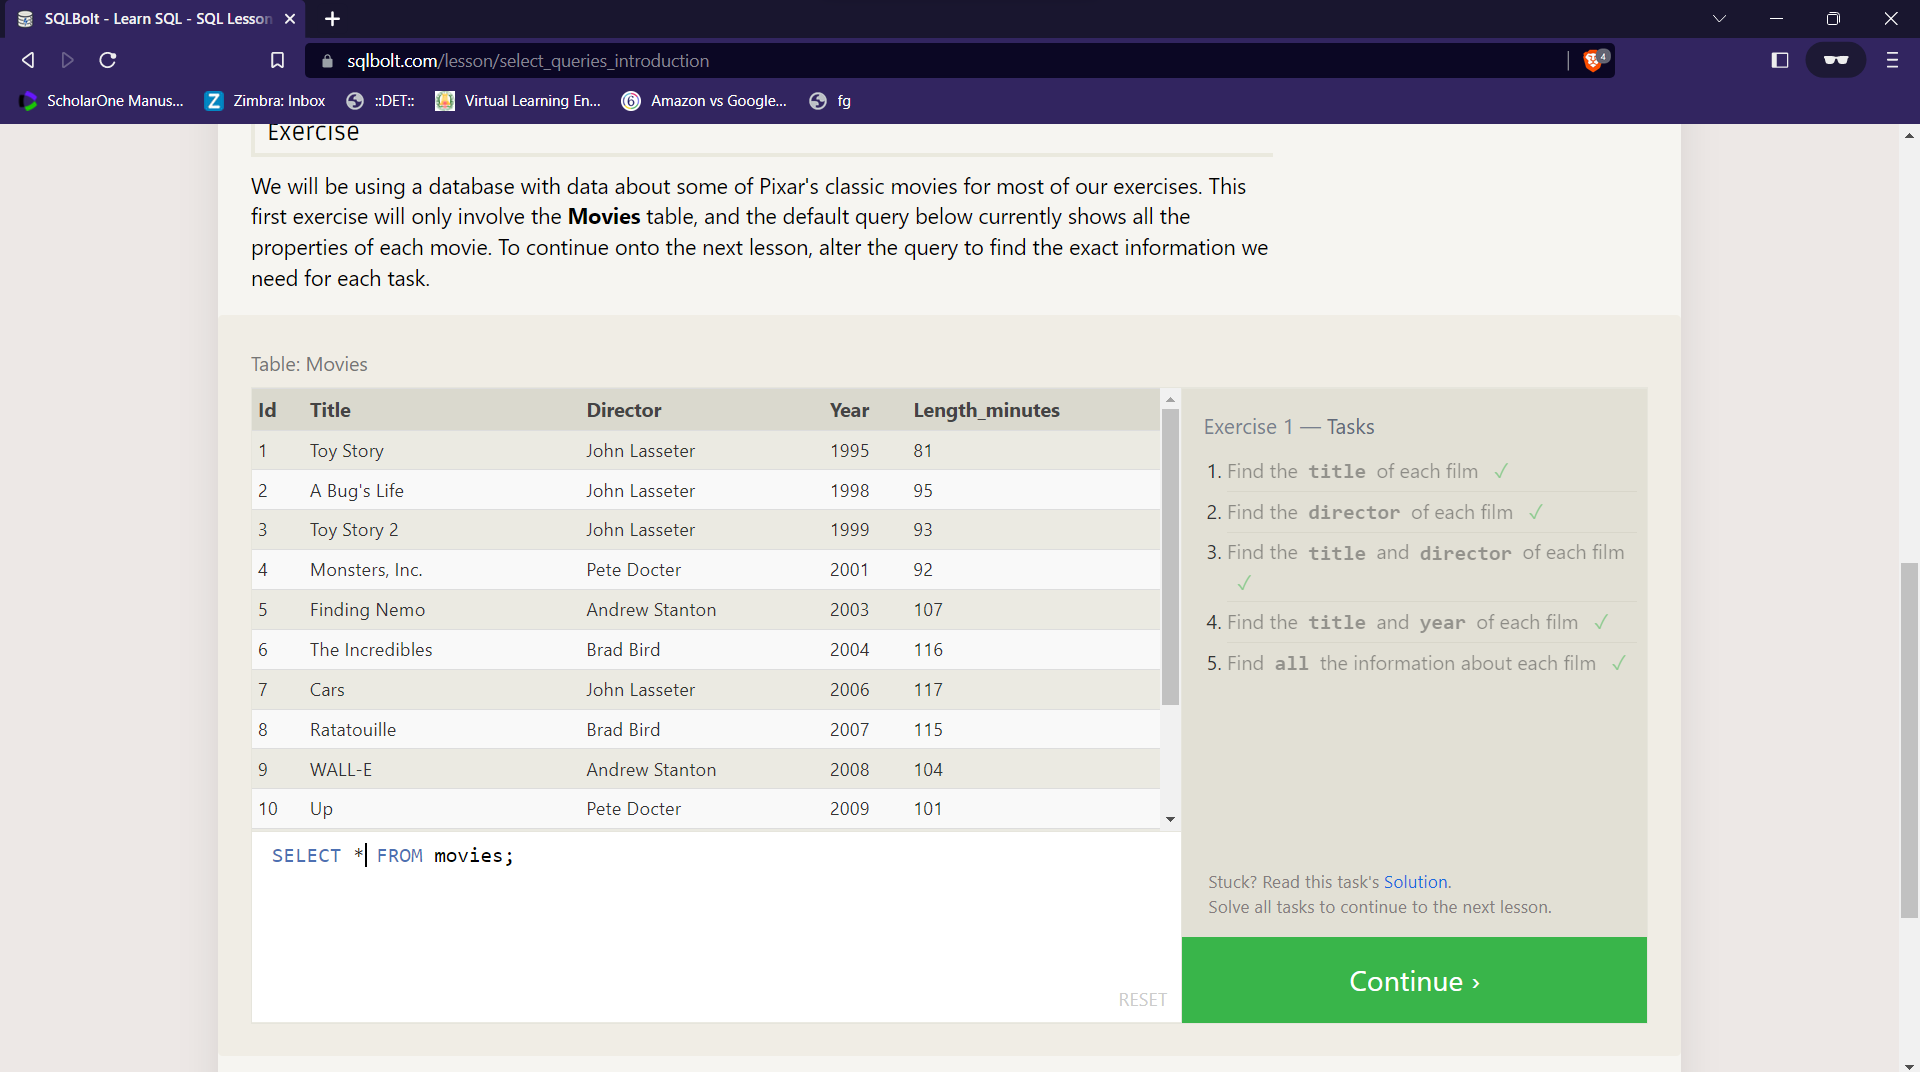 SQLBolt - Learn SQL - SQL Lesson
sqlbolt.com/lesson/select_queries_introduction
4
ScholarOne Manus...
Zimbra: Inbox
::DET::
Virtual Learning En...
Amazon vs Google...
fg
Exercise
We will be using a database with data about some of Pixar's classic movies for most of our exercises. This
first exercise will only involve the Movies table, and the default query below currently shows all the
properties of each movie. To continue onto the next lesson, alter the query to find the exact information we
need for each task.
Table: Movies
Id Title Director Year Length_minutes
1 Toy Story John Lasseter 1995 81
2 A Bug's Life John Lasseter 1998 95
3 Toy Story 2 John Lasseter 1999 93
4 Monsters, Inc. Pete Docter 2001 92
5 Finding Nemo Andrew Stanton 2003 107
6 The Incredibles Brad Bird 2004 116
7 Cars John Lasseter 2006 117
8 Ratatouille Brad Bird 2007 115
9 WALL-E Andrew Stanton 2008 104
10 Up Pete Docter 2009 101
SELECT * FROM movies;
RESET
Exercise 1 — Tasks
1. Find the title of each film ✓
2. Find the director of each film ✓
3. Find the title and director of each film
✓
4. Find the title and year of each film ✓
5. Find all the information about each film ✓
Stuck? Read this task's Solution.
Solve all tasks to continue to the next lesson.
Continue ›